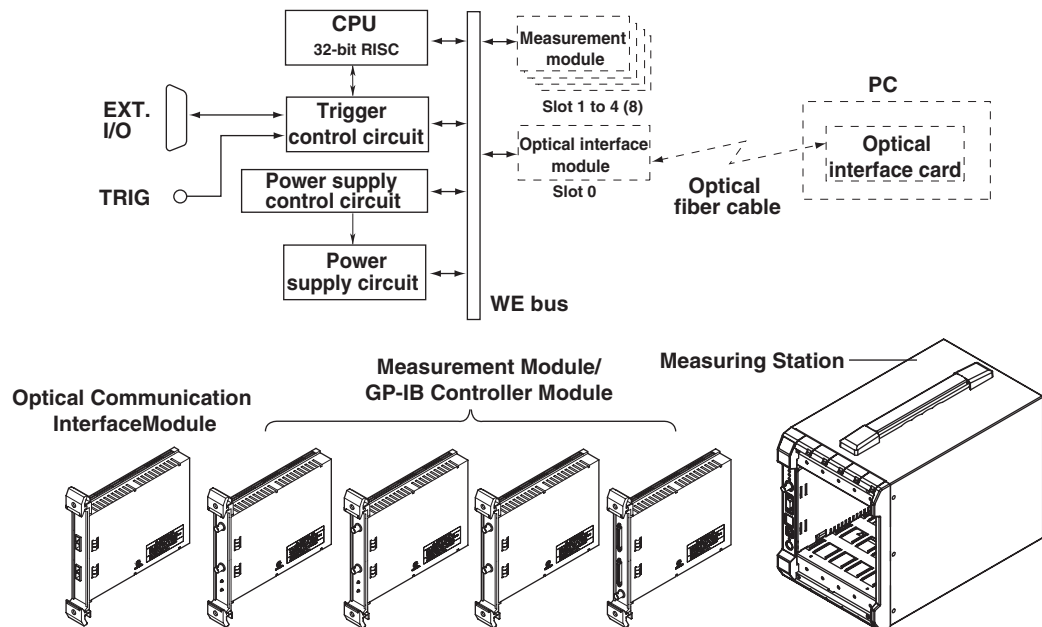 CPU
32-bit RISC
Measurement
module
Slot 1 to 4 (8)
EXT.
I/O
Trigger
control circuit
PC
Optical interface
module
Slot 0
Optical
interface card
Optical
fiber cable
TRIG
Power supply
control circuit
Power
supply circuit
WE bus
Measurement Module/
GP-IB Controller Module
Measuring Station
Optical Communication
InterfaceModule